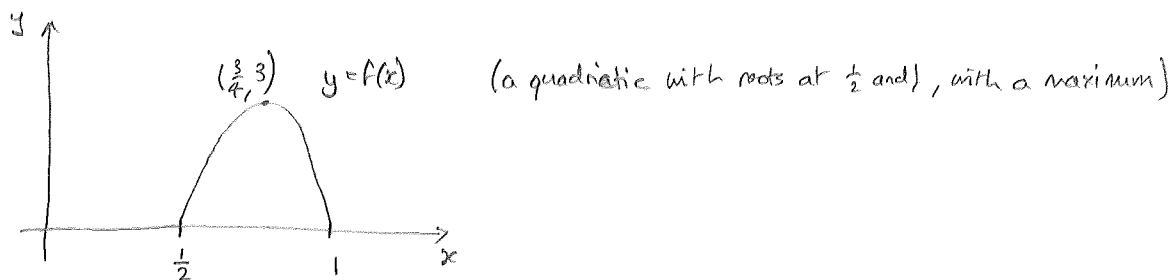 y
(3/4, 3) y = f(x) (a quadratic with roots at 1/2 and 1, with a maximum)
1/2 1 x